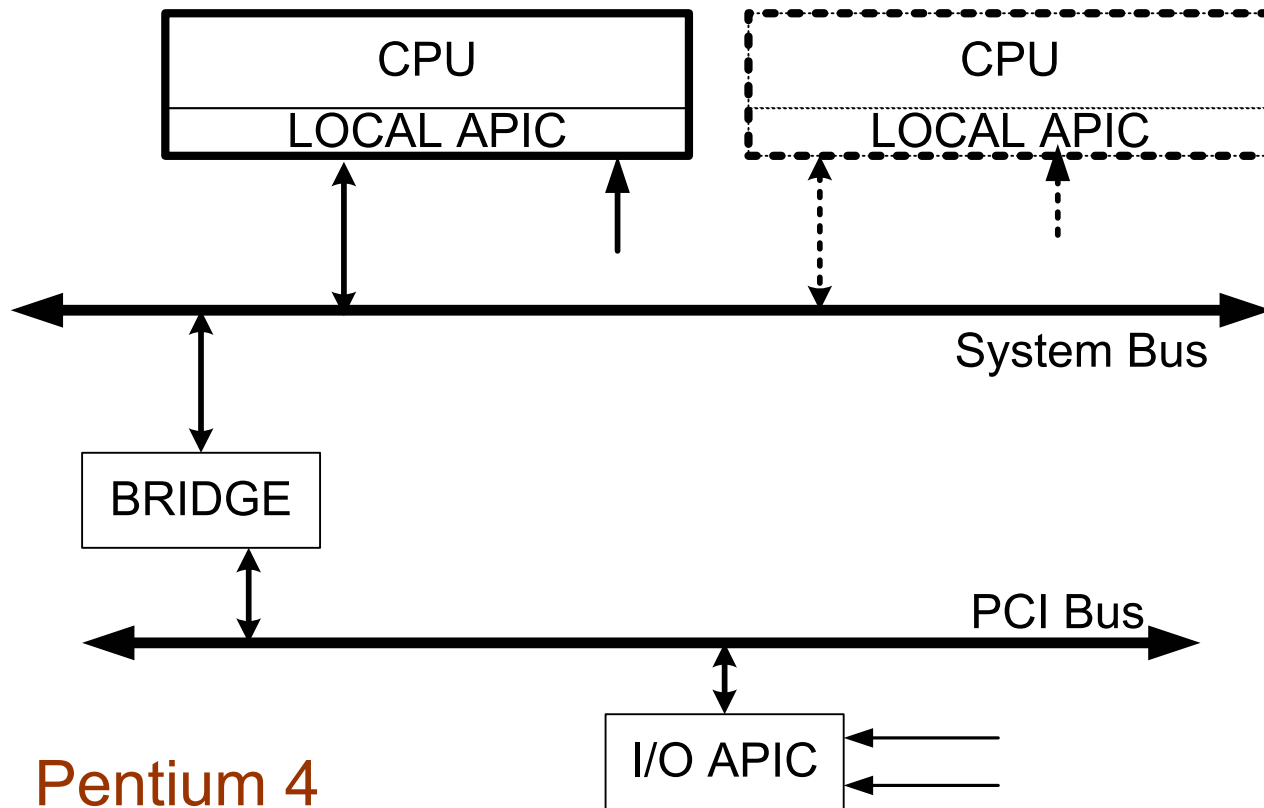 CPU
LOCAL APIC
CPU
LOCAL APIC
System Bus
BRIDGE
PCI Bus
I/O APIC
Pentium 4